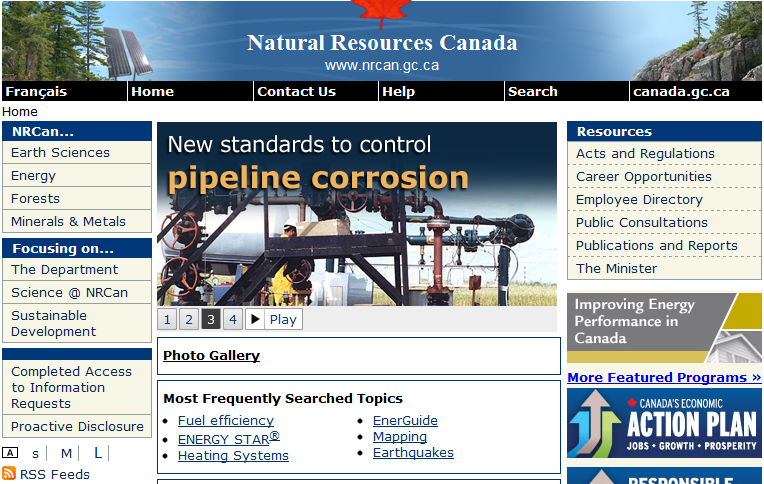 Natural Resources Canada
www.nrcan.gc.ca
Français Home Contact Us Help Search canada.gc.ca
Home
NRCan...
Earth Sciences
Energy
Forests
Minerals & Metals
Focusing on...
The Department
Science @ NRCan
Sustainable
Development
Completed Access
to Information
Requests
Proactive Disclosure
A s M L
RSS Feeds
New standards to control
pipeline corrosion
1 2 3 4 Play
Photo Gallery
Most Frequently Searched Topics
Fuel efficiency
ENERGY STAR®
Heating Systems
EnerGuide
Mapping
Earthquakes
Resources
Acts and Regulations
Career Opportunities
Employee Directory
Public Consultations
Publications and Reports
The Minister
Improving Energy
Performance in
Canada
More Featured Programs »
CANADA'S ECONOMIC
ACTION PLAN
JOBS • GROWTH • PROSPERITY
RESPONSIBLE